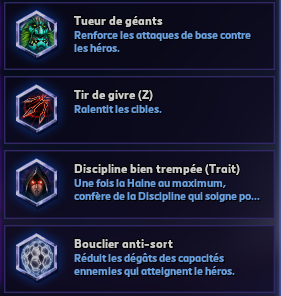 Tueur de géants
Renforce les attaques de base contre
les héros.
Tir de givre (Z)
Ralentit les cibles.
Discipline bien trempée (Trait)
Une fois la Haine au maximum,
confère de la Discipline qui soigne po...
Bouclier anti-sort
Réduit les dégâts des capacités
ennemies qui atteignent le héros.